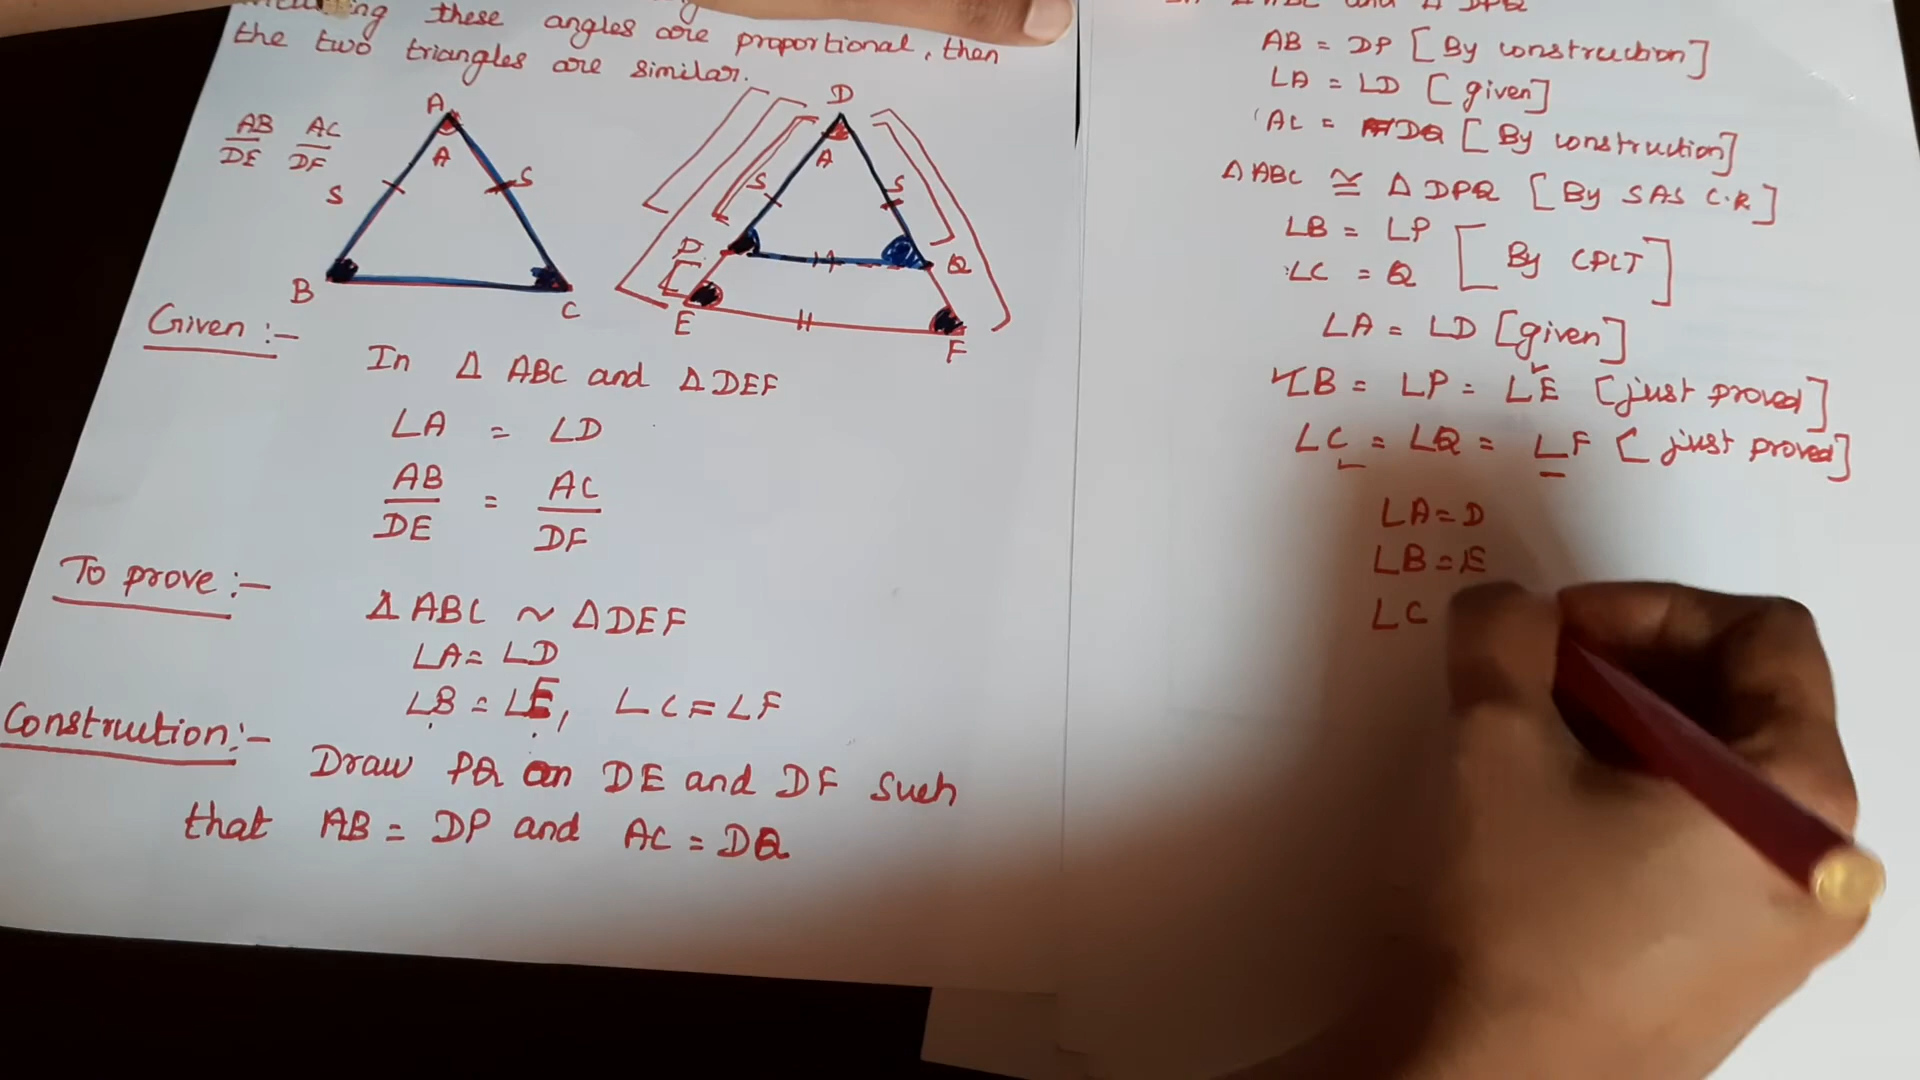 these angles are proportional, then
the two triangles are similar.
AB AC
DE DF
A
A
S
S
B
C
D
A
S
S
P
Q
E
F
Given :-
In Δ ABC and Δ DEF
∠A = ∠D
AB = AC
DE DF
To prove :-
Δ ABC ~ Δ DEF
∠A = ∠D
∠B = ∠E, ∠C = ∠F
Construction :-
Draw PQ on DE and DF such
that AB = DP and AC = DQ
AB = DP [By construction]
∠A = ∠D [given]
AC = DQ [By construction]
Δ ABC ≅ Δ DPQ [By SAS C.R]
∠B = ∠P
∠C = Q
[By CPCT]
∠A = ∠D [given]
∠B = ∠P = ∠E [just proved]
∠C = ∠Q = ∠F [just proved]
∠A = D
∠B = E
∠C